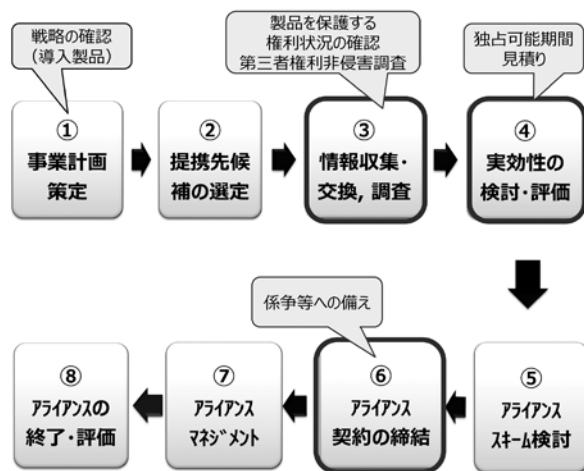 戦略の確認
(導入製品)
製品を保護する
権利状況の確認
第三者権利非侵害調査
独占可能期間
見積り
①
事業計画
策定
②
提携先候
補の選定
③
情報収集・
交換, 調査
④
実効性の
検討・評価
係争等への備え
⑧
ｱﾗｲｱﾝｽの
終了・評価
⑦
ｱﾗｲｱﾝｽ
ﾏﾈｼﾞﾒﾝﾄ
⑥
ｱﾗｲｱﾝｽ
契約の締結
⑤
ｱﾗｲｱﾝｽ
ｽｷｰﾑ検討